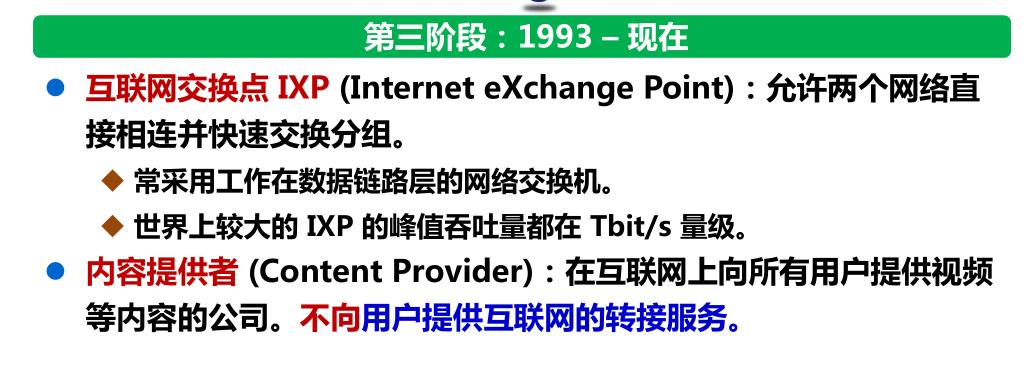 第三阶段：1993 – 现在
互联网交换点 IXP (Internet eXchange Point)：允许两个网络直
接相连并快速交换分组。
常采用工作在数据链路层的网络交换机。
世界上较大的 IXP 的峰值吞吐量都在 Tbit/s 量级。
内容提供者 (Content Provider)：在互联网上向所有用户提供视频
等内容的公司。不向用户提供互联网的转接服务。